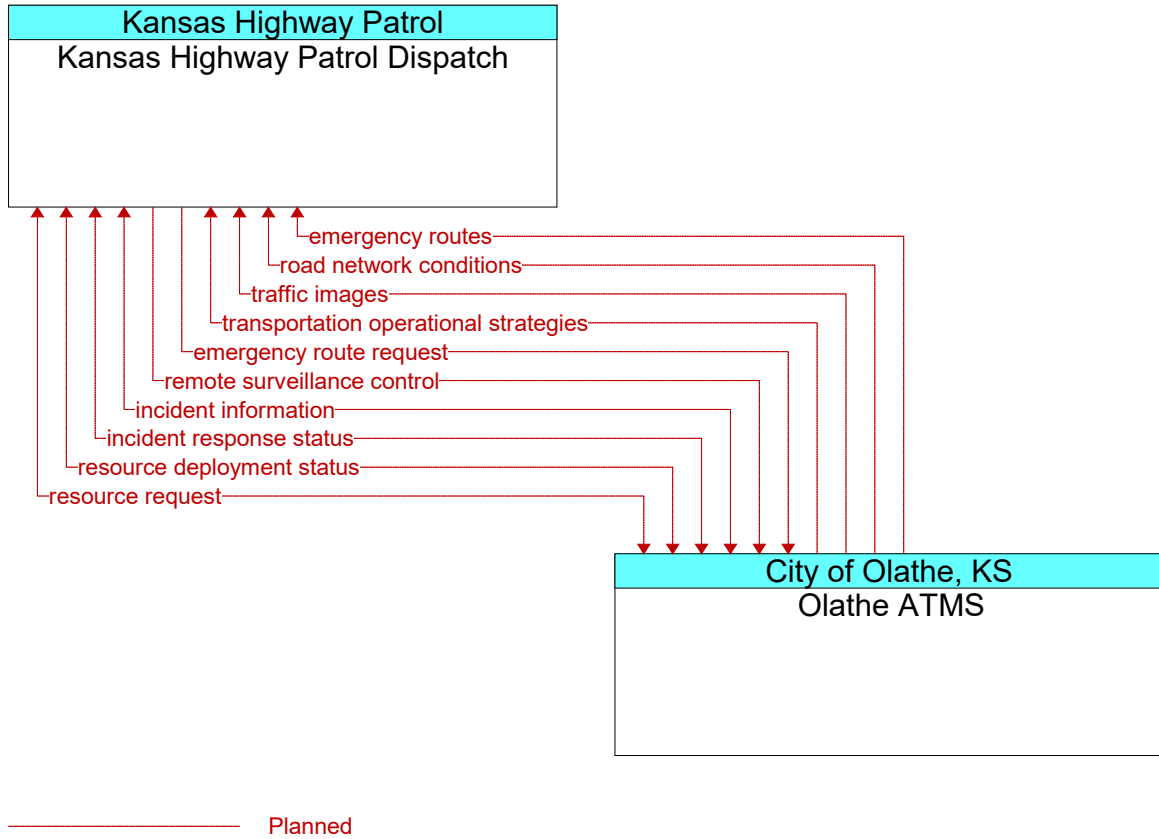 Kansas Highway Patrol
Kansas Highway Patrol Dispatch
emergency routes
road network conditions
traffic images
transportation operational strategies
emergency route request
remote surveillance control
incident information
incident response status
resource deployment status
resource request
City of Olathe, KS
Olathe ATMS
Planned